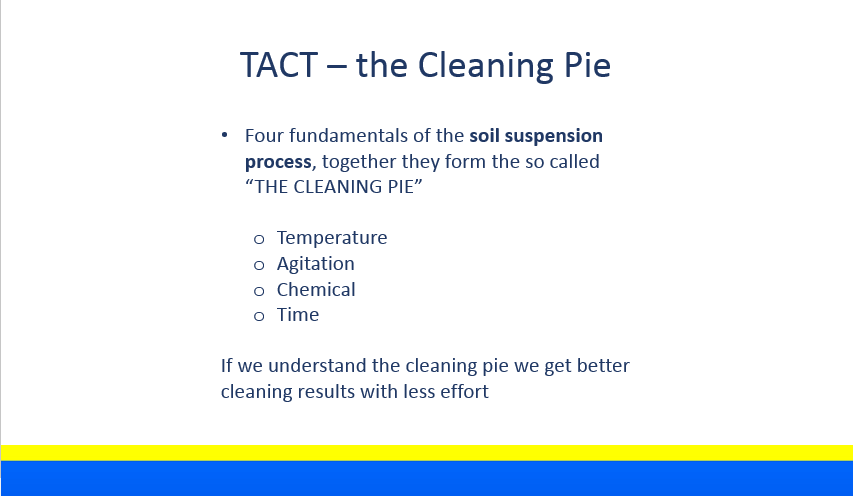 TACT – the Cleaning Pie
• Four fundamentals of the soil suspension
process, together they form the so called
“THE CLEANING PIE”
o Temperature
o Agitation
o Chemical
o Time
If we understand the cleaning pie we get better
cleaning results with less effort